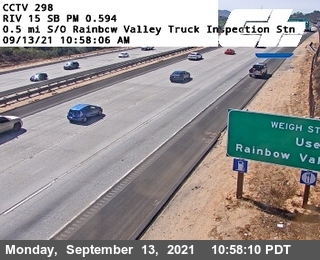 CCTV 298
RIV 15 SB PM 0.594
0.5 mi S/O Rainbow Valley Truck Inspection Stn
09/13/21 10:58:06 AM
WEIGH ST
Use
Rainbow Val
Monday, September 13, 2021 10:58:10 PDT